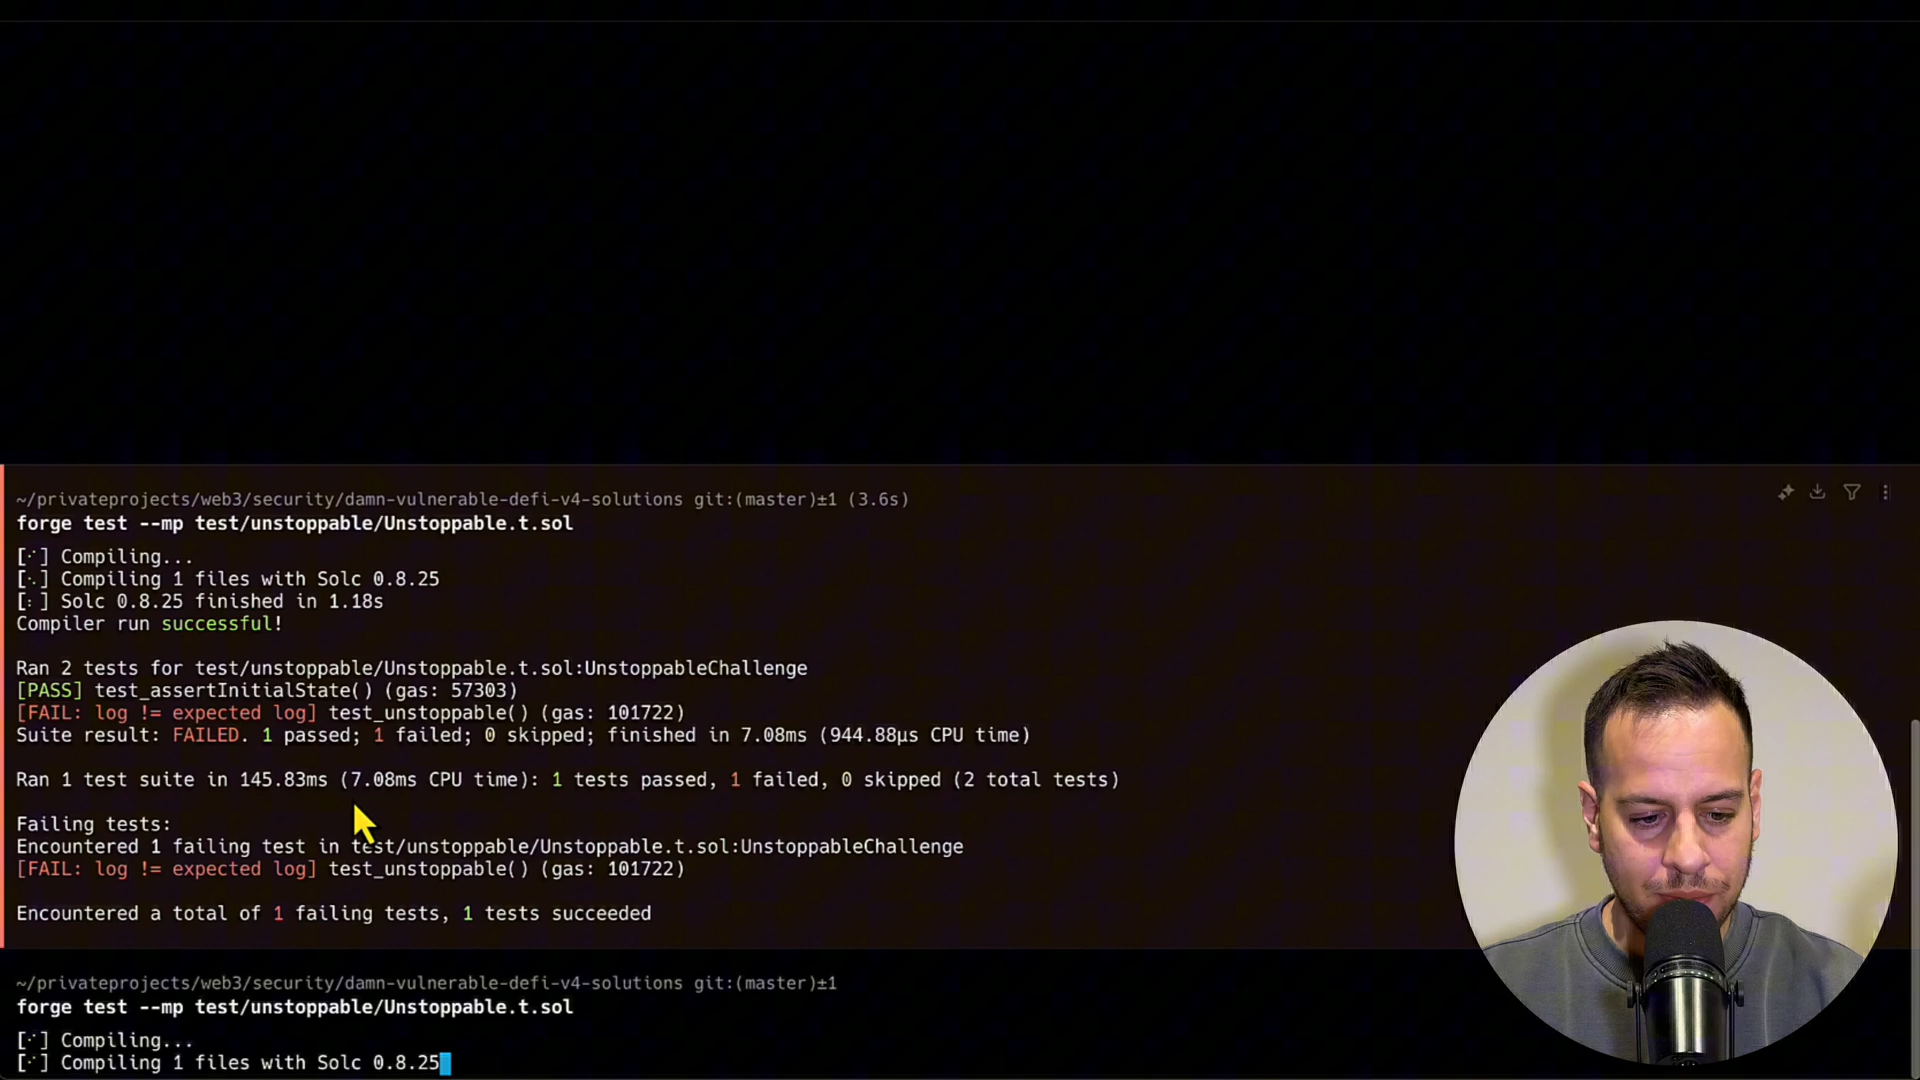 ~/privateprojects/web3/security/damn-vulnerable-defi-v4-solutions git:(master)±1 (3.6s)
forge test --mp test/unstoppable/Unstoppable.t.sol
[⠊] Compiling...
[⠢] Compiling 1 files with Solc 0.8.25
[⠆] Solc 0.8.25 finished in 1.18s
Compiler run successful!
Ran 2 tests for test/unstoppable/Unstoppable.t.sol:UnstoppableChallenge
[PASS] test_assertInitialState() (gas: 57303)
[FAIL: log != expected log] test_unstoppable() (gas: 101722)
Suite result: FAILED. 1 passed; 1 failed; 0 skipped; finished in 7.08ms (944.88µs CPU time)
Ran 1 test suite in 145.83ms (7.08ms CPU time): 1 tests passed, 1 failed, 0 skipped (2 total tests)
Failing tests:
Encountered 1 failing test in test/unstoppable/Unstoppable.t.sol:UnstoppableChallenge
[FAIL: log != expected log] test_unstoppable() (gas: 101722)
Encountered a total of 1 failing tests, 1 tests succeeded
~/privateprojects/web3/security/damn-vulnerable-defi-v4-solutions git:(master)±1
forge test --mp test/unstoppable/Unstoppable.t.sol
[⠊] Compiling...
[⠊] Compiling 1 files with Solc 0.8.25